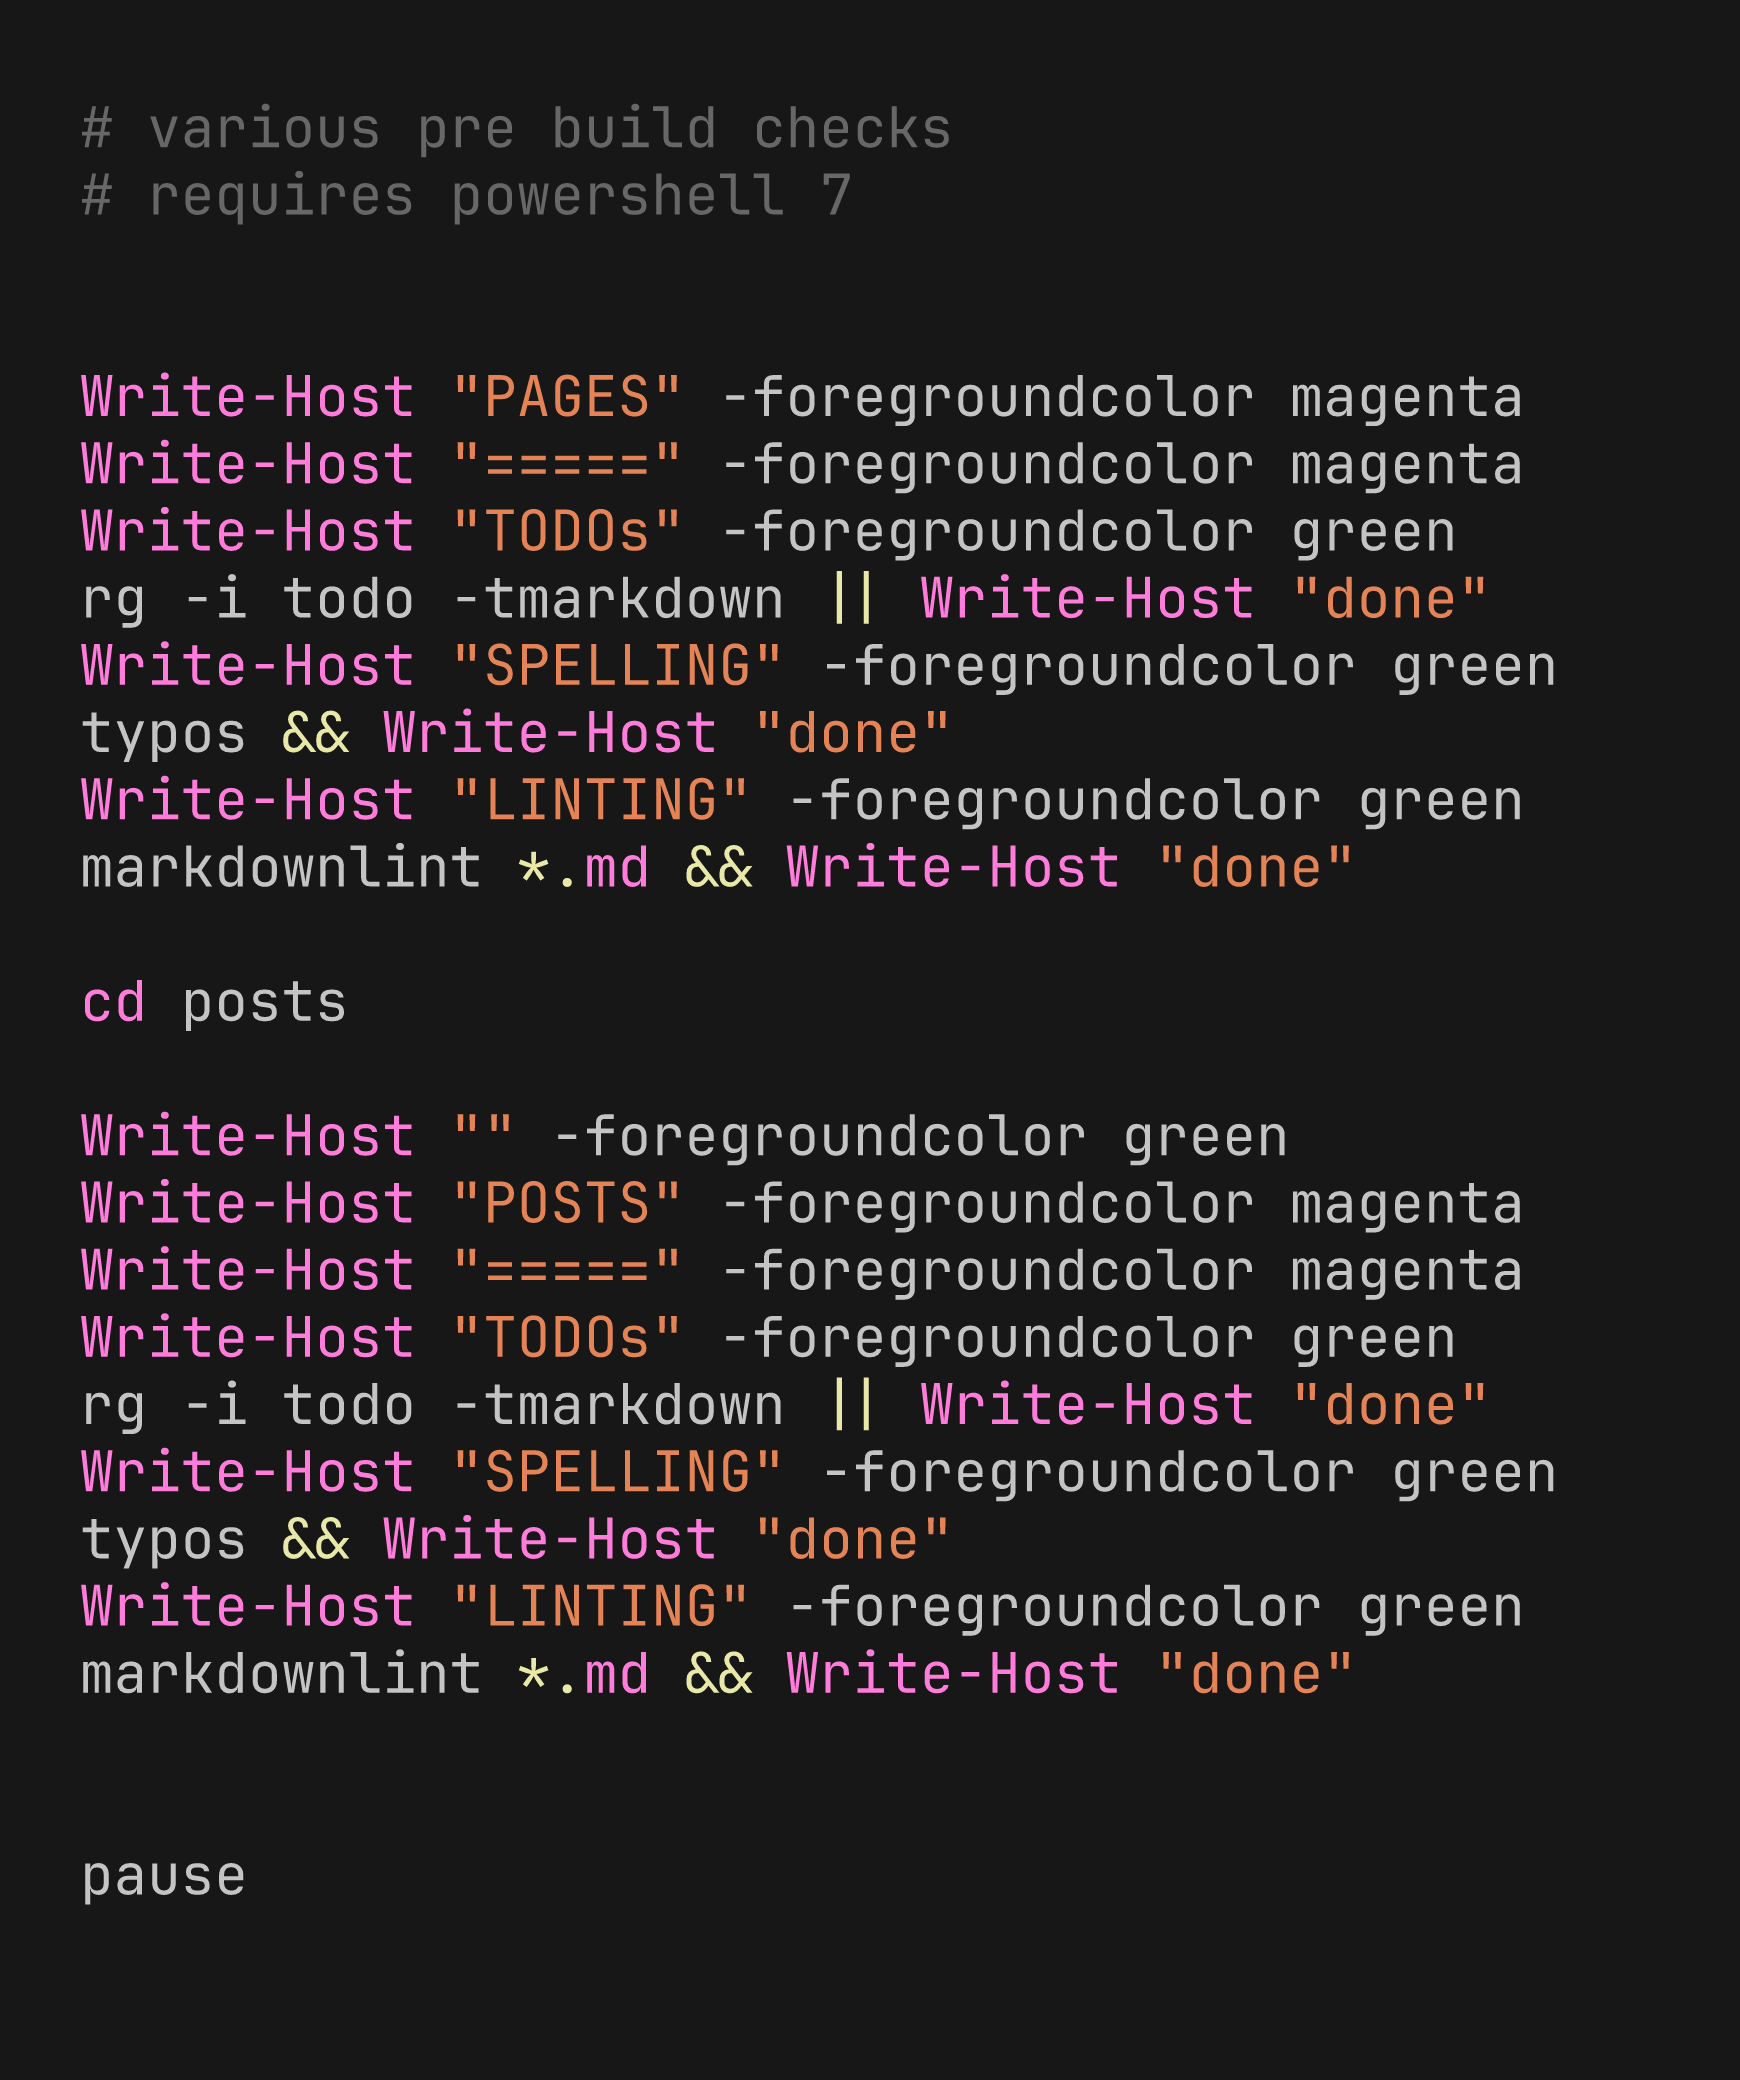 # various pre build checks
# requires powershell 7
Write-Host "PAGES" -foregroundcolor magenta
Write-Host "=====" -foregroundcolor magenta
Write-Host "TODOs" -foregroundcolor green
rg -i todo -tmarkdown || Write-Host "done"
Write-Host "SPELLING" -foregroundcolor green
typos && Write-Host "done"
Write-Host "LINTING" -foregroundcolor green
markdownlint *.md && Write-Host "done"
cd posts
Write-Host "" -foregroundcolor green
Write-Host "POSTS" -foregroundcolor magenta
Write-Host "=====" -foregroundcolor magenta
Write-Host "TODOs" -foregroundcolor green
rg -i todo -tmarkdown || Write-Host "done"
Write-Host "SPELLING" -foregroundcolor green
typos && Write-Host "done"
Write-Host "LINTING" -foregroundcolor green
markdownlint *.md && Write-Host "done"
pause